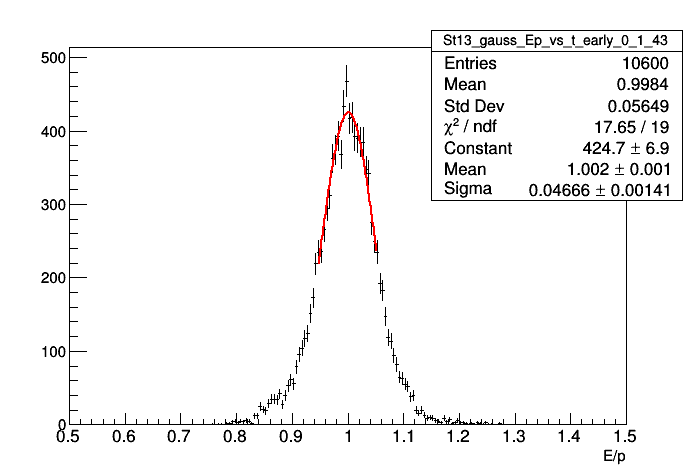 St13_gauss_Ep_vs_t_early_0_1_43
Entries 10600
Mean 0.9984
Std Dev 0.05649
χ² / ndf 17.65 / 19
Constant 424.7 ± 6.9
Mean 1.002 ± 0.001
Sigma 0.04666 ± 0.00141
500
400
300
200
100
0
0.5 0.6 0.7 0.8 0.9 1 1.1 1.2 1.3 1.4 1.5
E/p